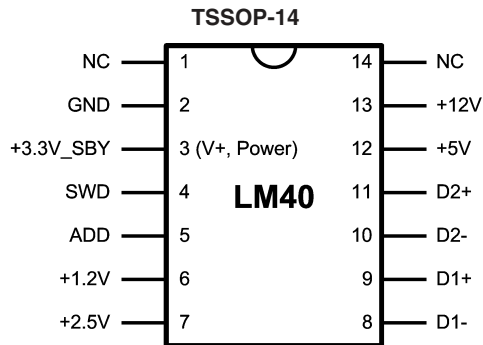 TSSOP-14
NC 1 14 NC
GND 2 13 +12V
+3.3V_SBY 3 (V+, Power) 12 +5V
SWD 4 LM40 11 D2+
ADD 5 10 D2-
+1.2V 6 9 D1+
+2.5V 7 8 D1-